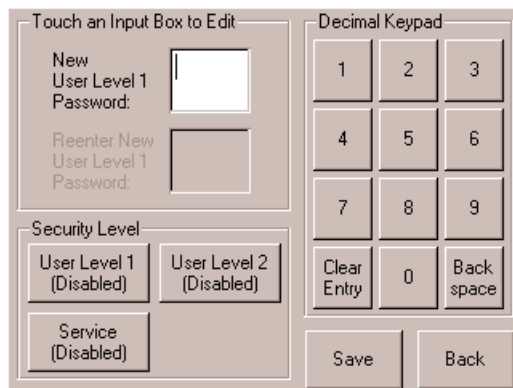 Touch an Input Box to Edit
New
User Level 1
Password:
Reenter New
User Level 1
Password:
Security Level
User Level 1
(Disabled)
User Level 2
(Disabled)
Service
(Disabled)
Decimal Keypad
1 2 3
4 5 6
7 8 9
Clear
Entry
0
Back
space
Save
Back